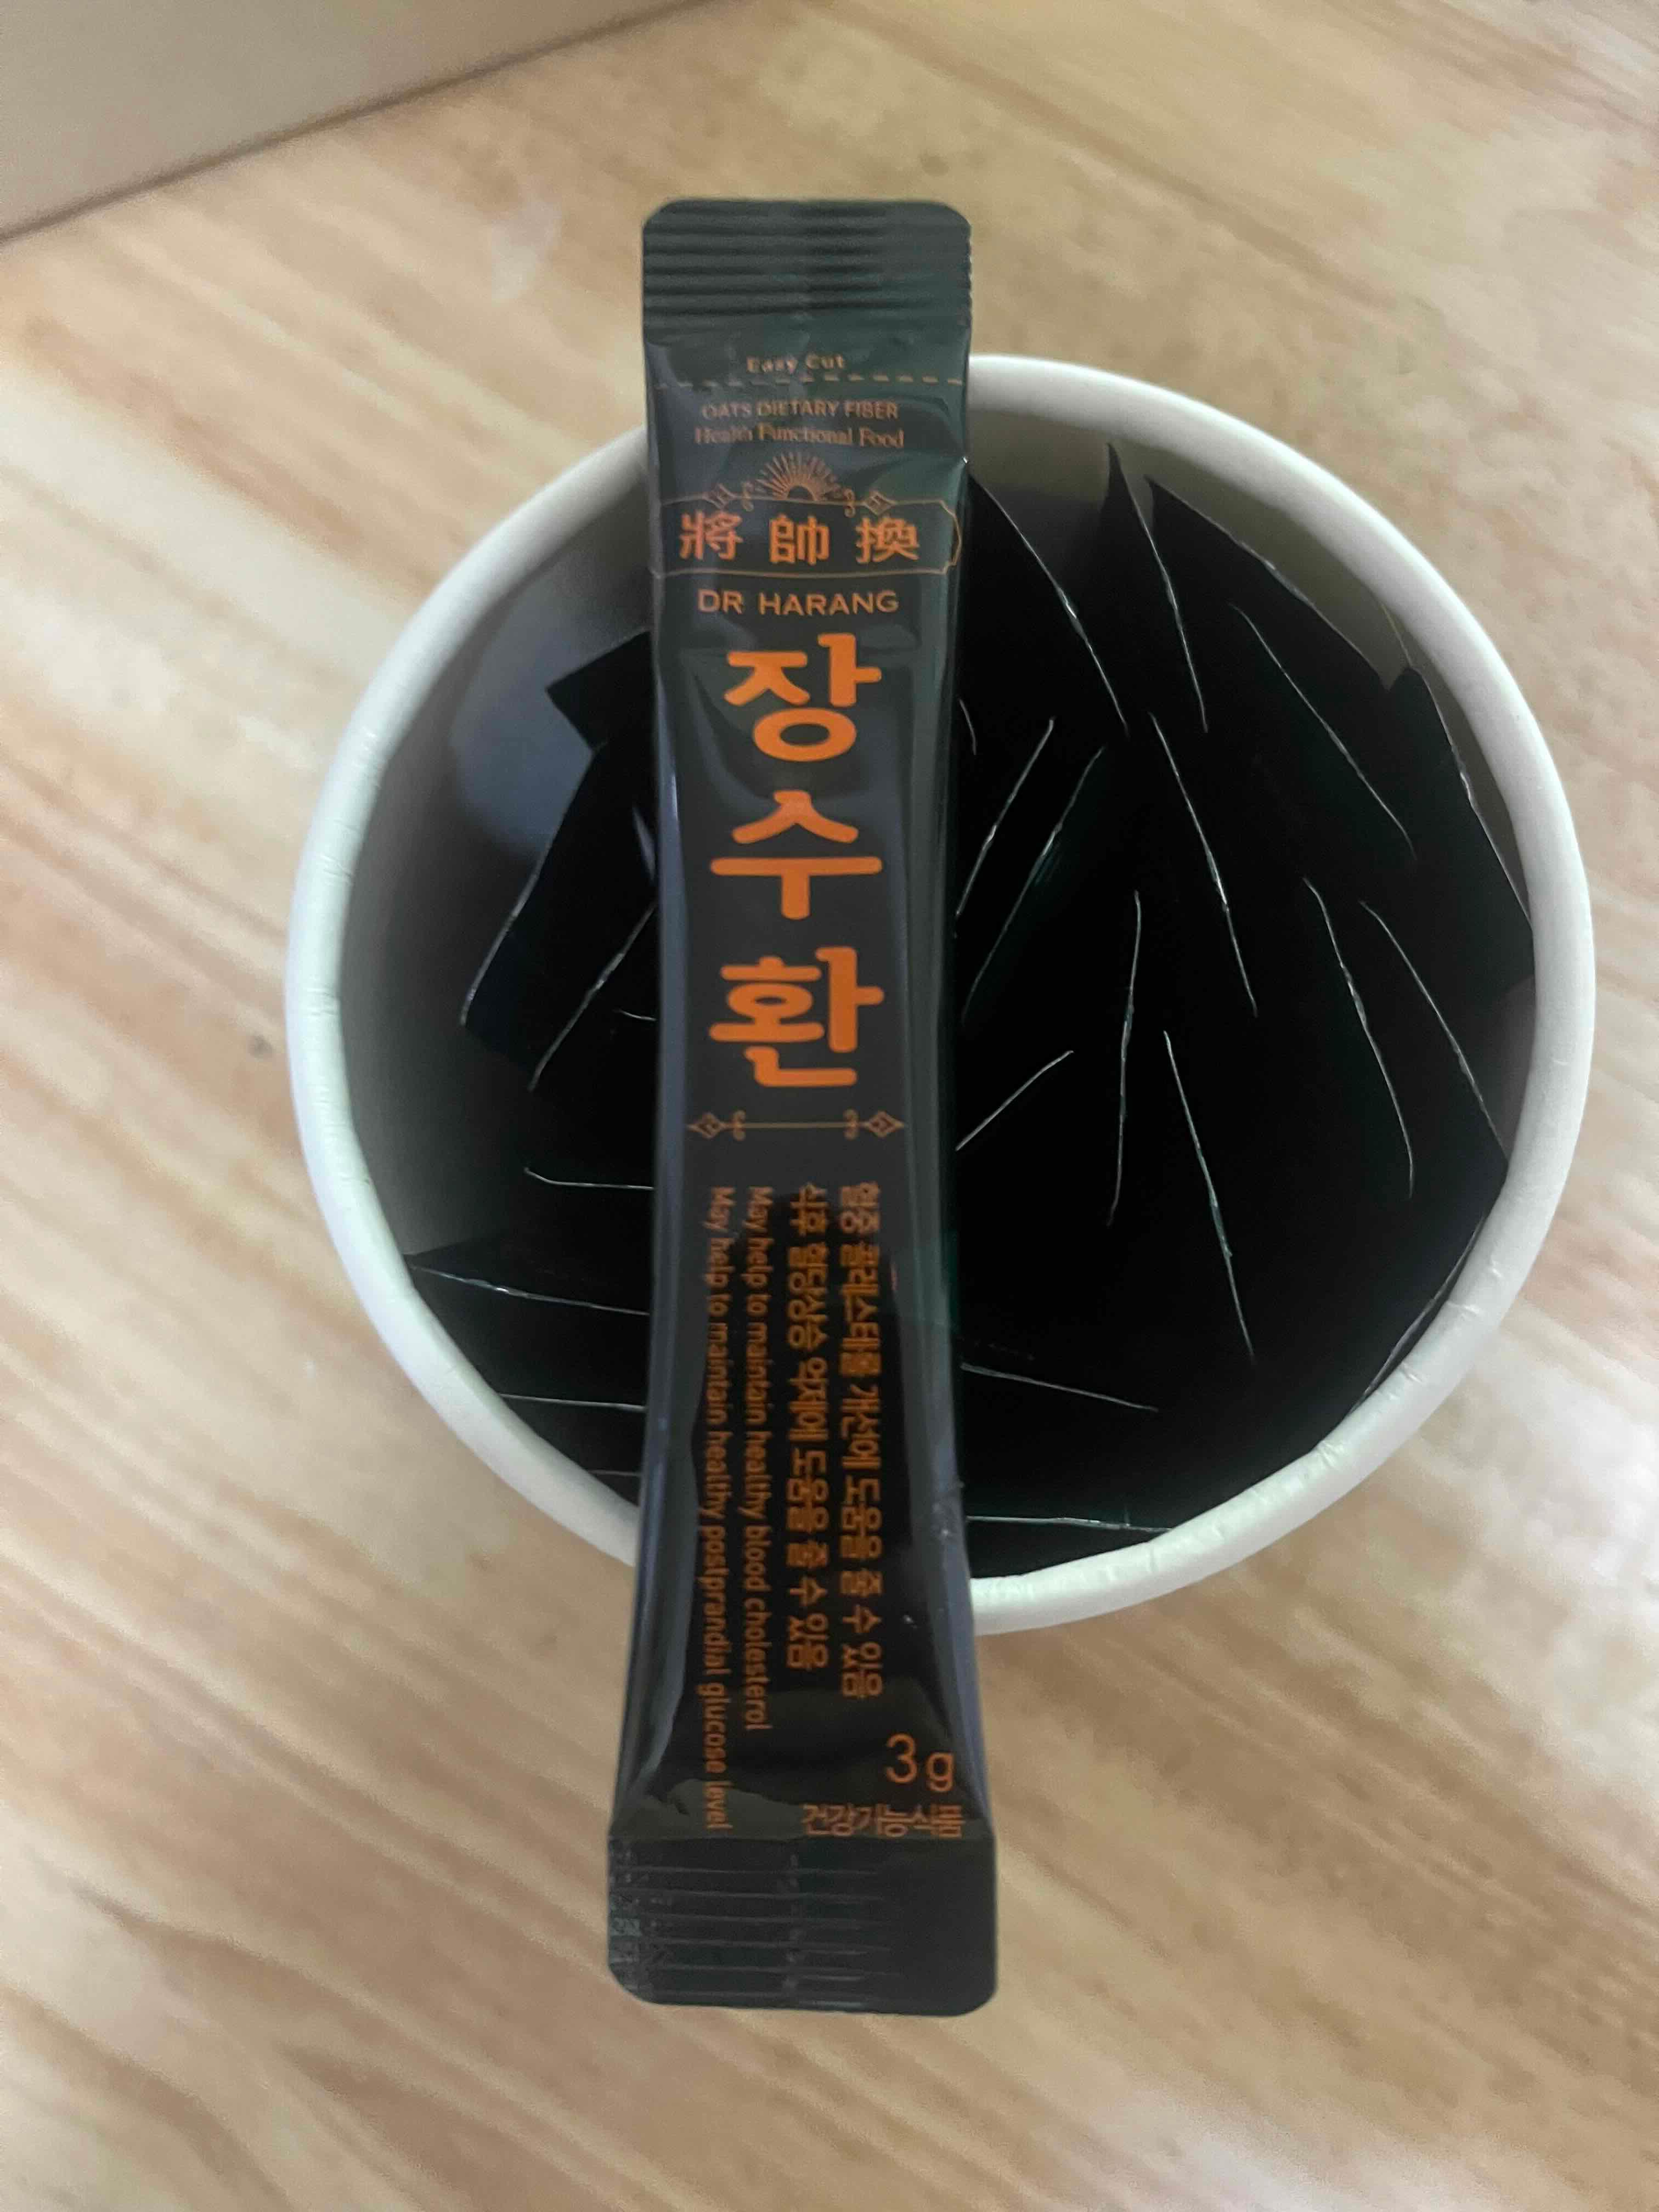 Easy Cut
OATS DIETARY FIBER
Health Functional Food
將帥換
DR HARANG
장수환
혈중 콜레스테롤 개선에 도움을 줄 수 있음
식후 혈당상승 억제에 도움을 줄 수 있음
May help to maintain healthy blood cholesterol
May help to maintain healthy postprandial glucose level
3g
건강기능식품